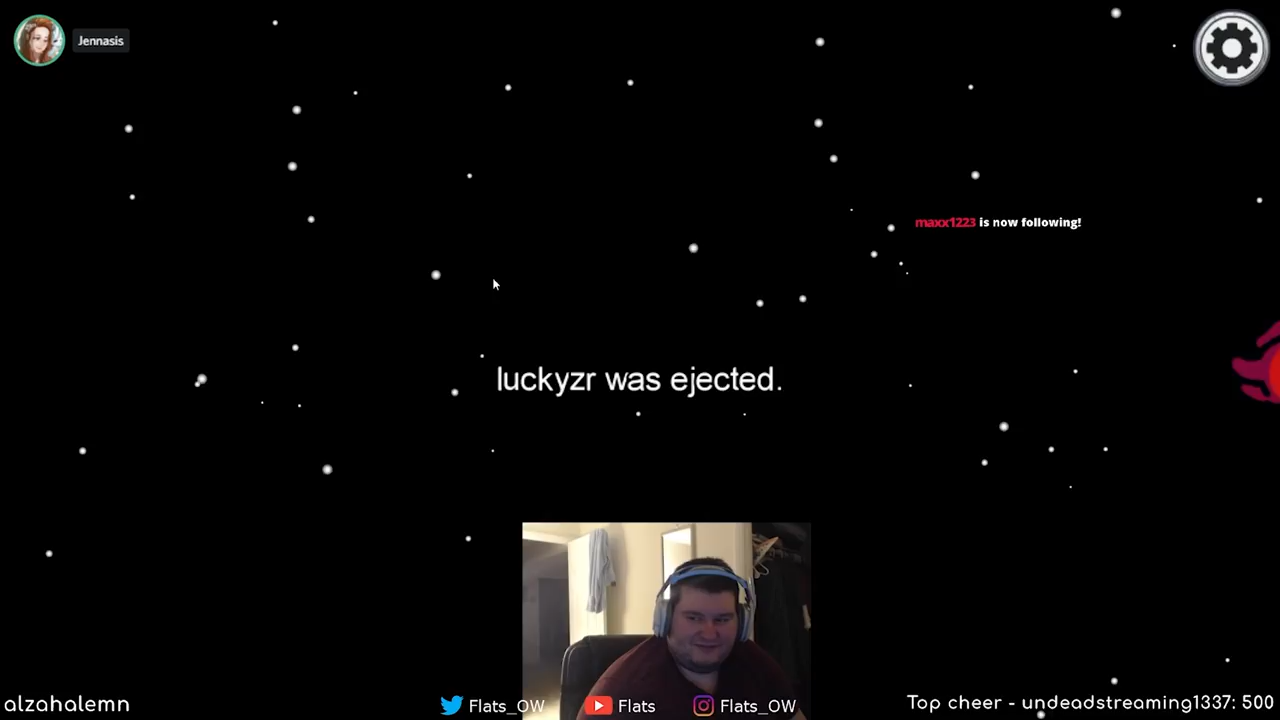 Jennasis
maxx1223 is now following!
luckyzr was ejected.
alzahalemn
Flats_OW
Flats
Flats_OW
Top cheer - undeadstreaming1337: 500